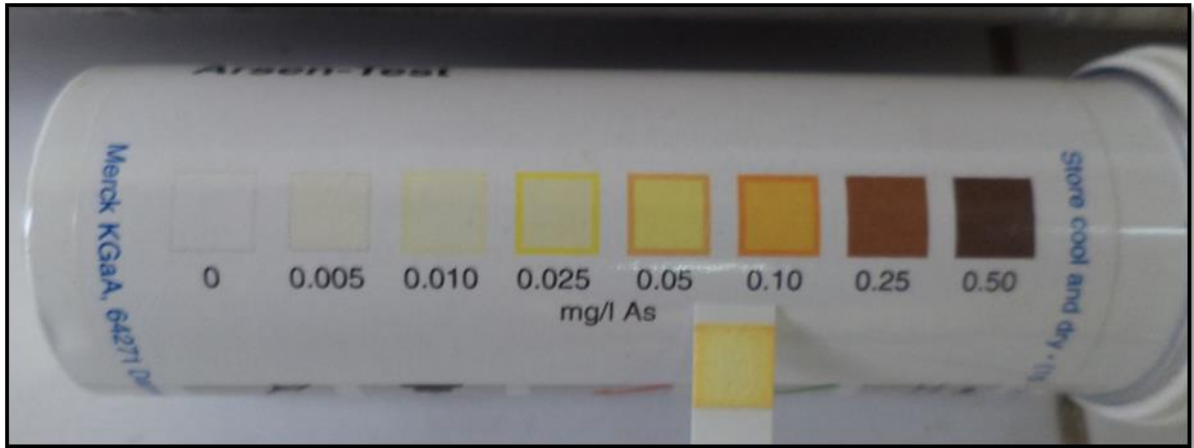 Arsen-Test
0 0.005 0.010 0.025 0.05 0.10 0.25 0.50
mg/l As
Merck KGaA, 64271
Store cool and dry